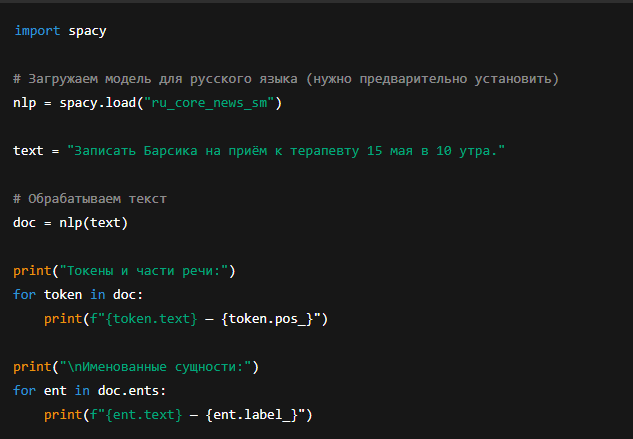 import spacy
# Загружаем модель для русского языка (нужно предварительно установить)
nlp = spacy.load("ru_core_news_sm")
text = "Записать Барсика на приём к терапевту 15 мая в 10 утра."
# Обрабатываем текст
doc = nlp(text)
print("Токены и части речи:")
for token in doc:
    print(f"{token.text} — {token.pos_}")
print("\nИменованные сущности:")
for ent in doc.ents:
    print(f"{ent.text} — {ent.label_}")